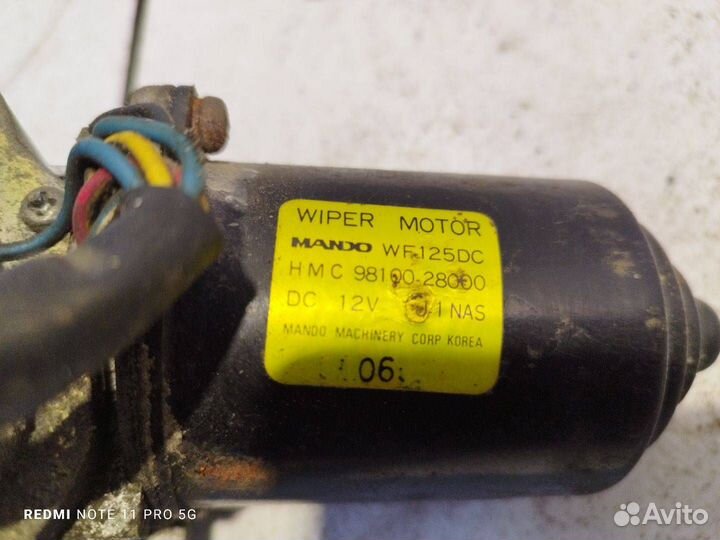 WIPER MOTOR
MANDO WF125DC
HMC 98100-28000
DC 12V 1NAS
MANDO MACHINERY CORP KOREA
06
REDMI NOTE 11 PRO 5G
Avito